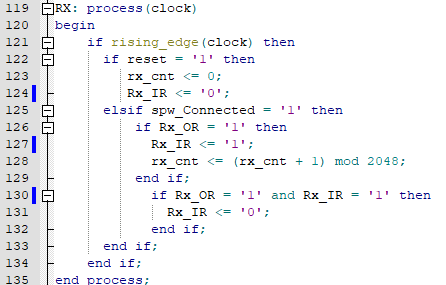 119 RX: process(clock)
120 begin
121 if rising_edge(clock) then
122 if reset = '1' then
123 rx_cnt <= 0;
124 Rx_IR <= '0';
125 elsif spw_Connected = '1' then
126 if Rx_OR = '1' then
127 Rx_IR <= '1';
128 rx_cnt <= (rx_cnt + 1) mod 2048;
129 end if;
130 if Rx_OR = '1' and Rx_IR = '1' then
131 Rx_IR <= '0';
132 end if;
133 end if;
134 end if;
135 end process;